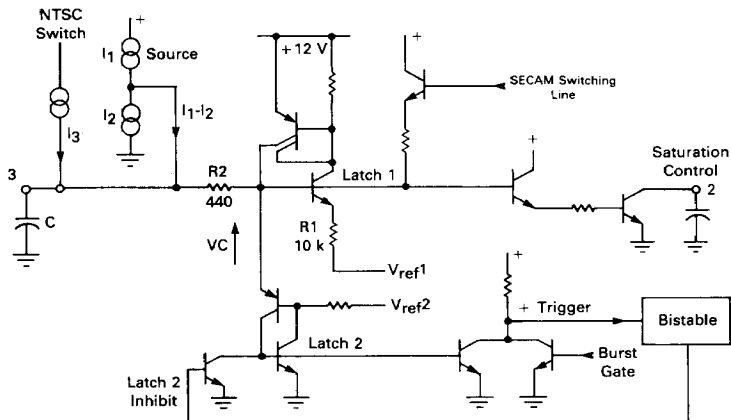 NTSC
Switch
+
I1
Source
+12 V
+
SECAM Switching
Line
I2
I1-I2
I3
+
Saturation
Control
3
R2
440
Latch 1
2
C
VC
R1
10 k
Vref1
+
Vref2
+ Trigger
Bistable
Latch 2
Burst
Gate
Latch 2
Inhibit